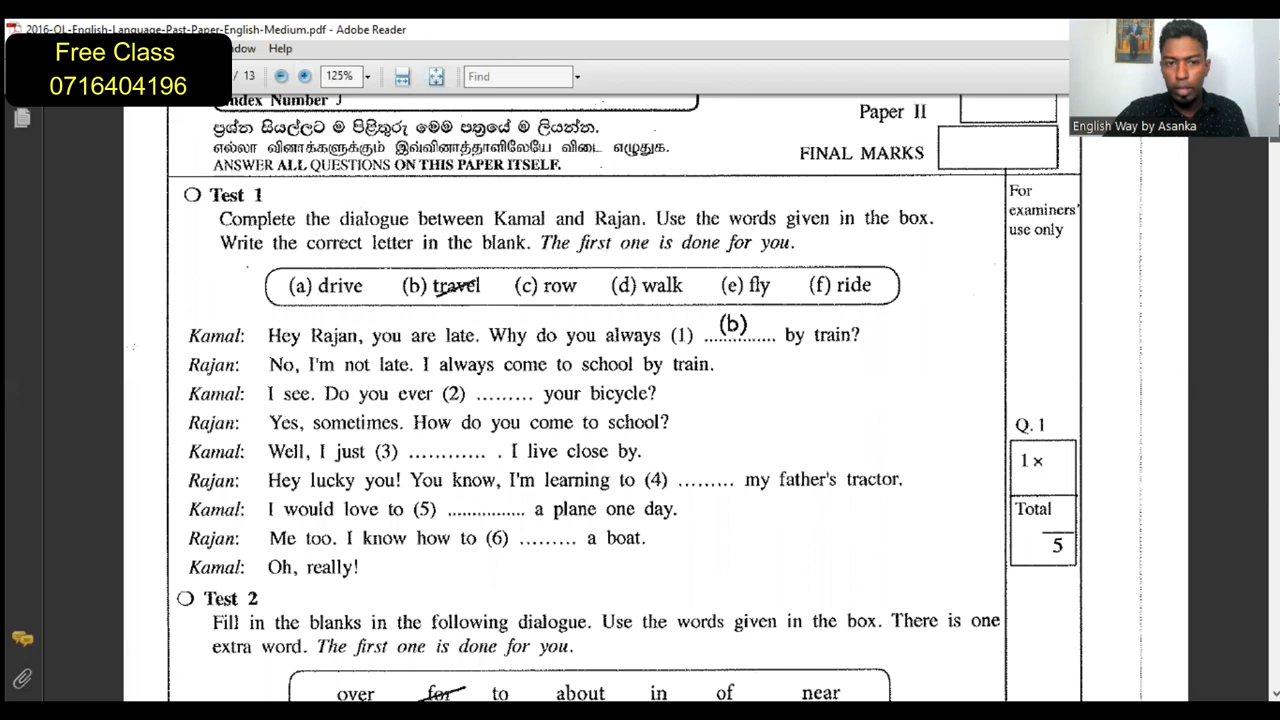 2016-OL-English-Language-Past-Paper-English-Medium.pdf - Adobe Reader
Help
Free Class
0716404196
/ 13
125%
Find
English Way by Asanka
Index Number
Paper II
ප්‍රශ්න සියල්ලට ම පිළිතුරු මෙම පත්‍රයේ ම ලියන්න.
எல்லா வினாக்களுக்கும் இவ்வினாத்தாளிலேயே விடை எழுதுக.
ANSWER ALL QUESTIONS ON THIS PAPER ITSELF.
FINAL MARKS
Test 1
Complete the dialogue between Kamal and Rajan. Use the words given in the box.
Write the correct letter in the blank. The first one is done for you.
For
examiners'
use only
(a) drive (b) travel (c) row (d) walk (e) fly (f) ride
Kamal: Hey Rajan, you are late. Why do you always (1) ....(b).... by train?
Rajan: No, I'm not late. I always come to school by train.
Kamal: I see. Do you ever (2) ......... your bicycle?
Rajan: Yes, sometimes. How do you come to school?
Kamal: Well, I just (3) ............ . I live close by.
Rajan: Hey lucky you! You know, I'm learning to (4) ......... my father's tractor.
Kamal: I would love to (5) ............... a plane one day.
Rajan: Me too. I know how to (6) ......... a boat.
Kamal: Oh, really!
Q. 1
1 ×
Total
5
Test 2
Fill in the blanks in the following dialogue. Use the words given in the box. There is one
extra word. The first one is done for you.
over for to about in of near